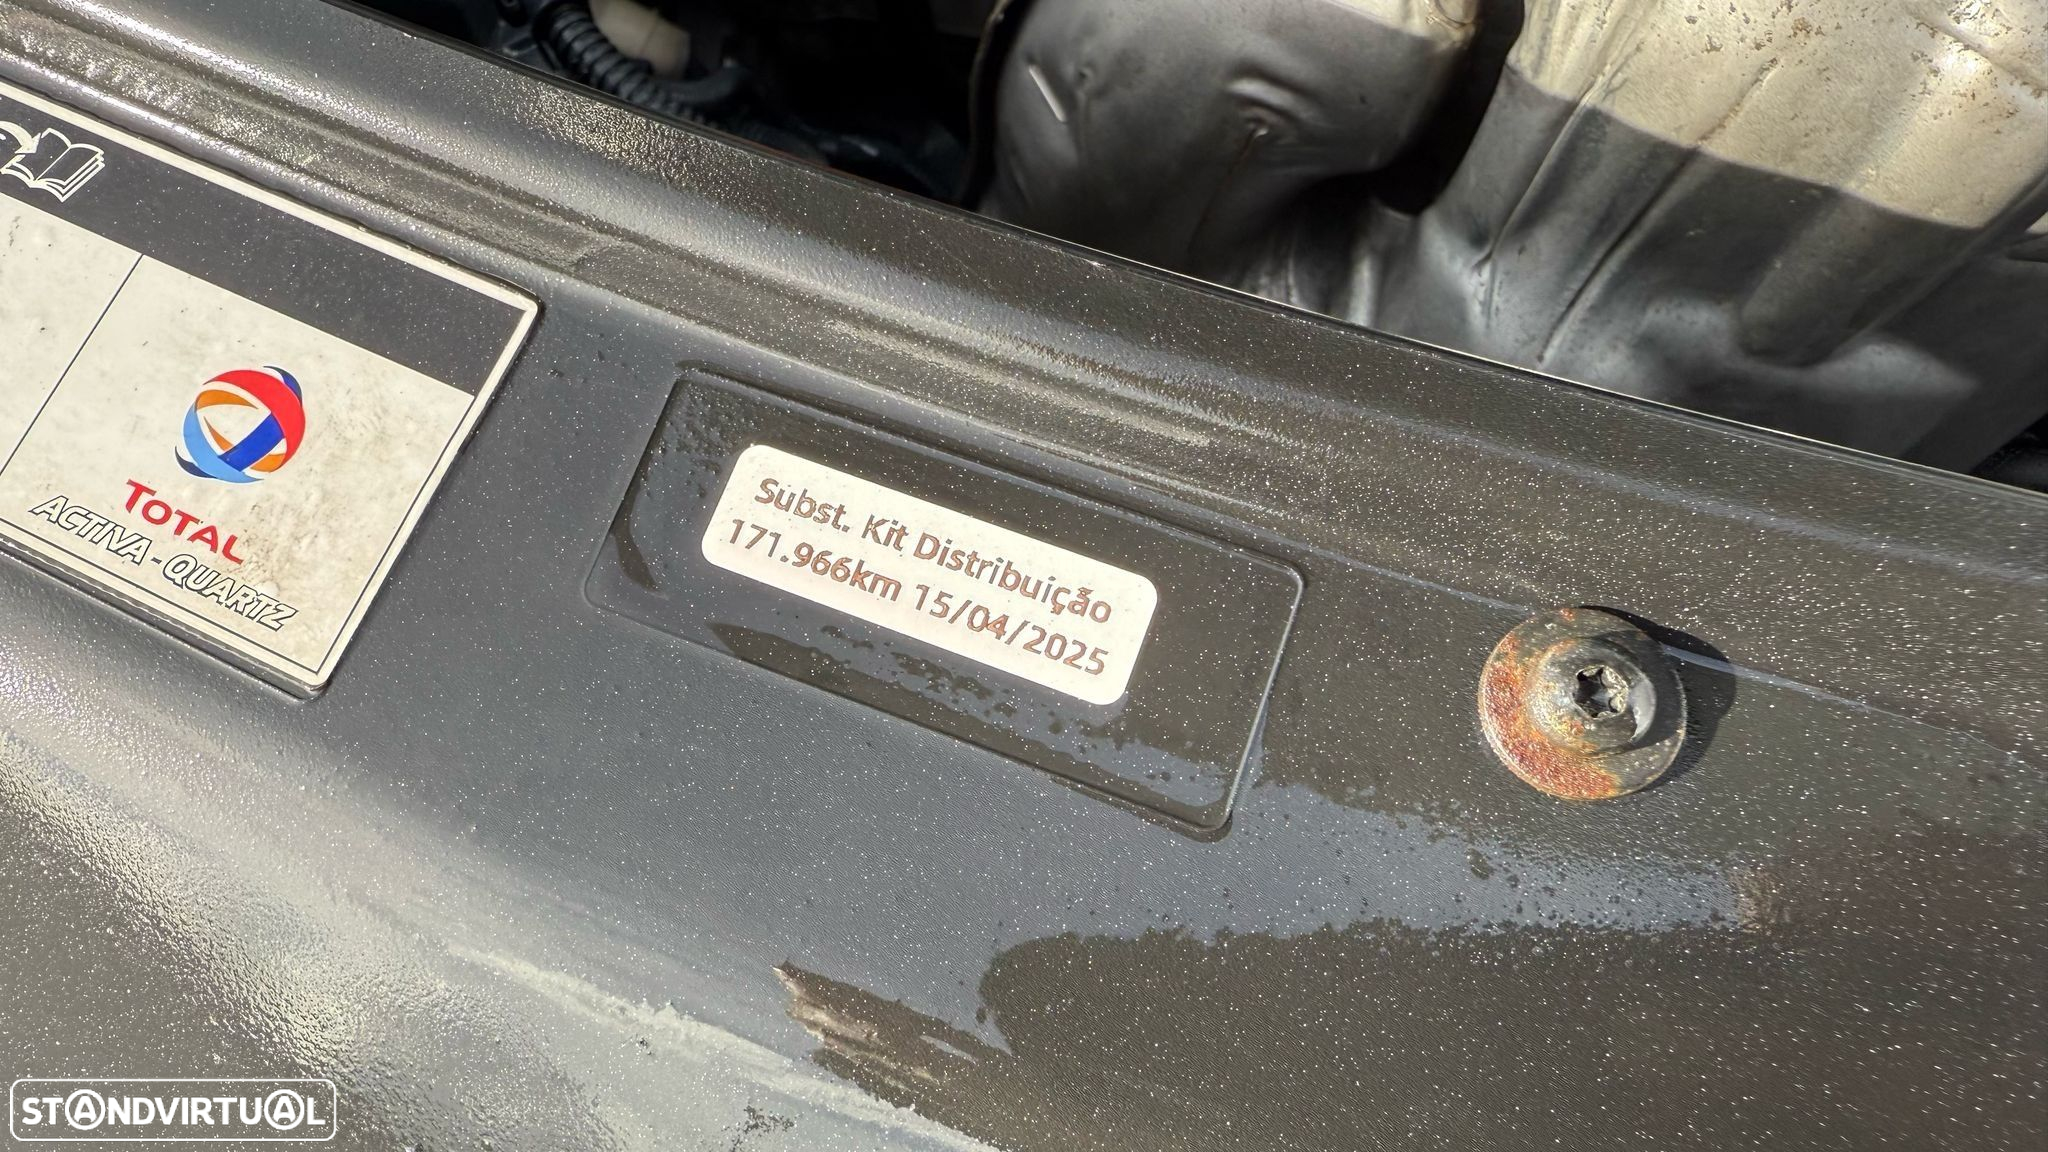 TOTAL
ACTIVA-QUARTZ
Subst. Kit Distribuição
171.966km 15/04/2025
STANDVIRTUAL